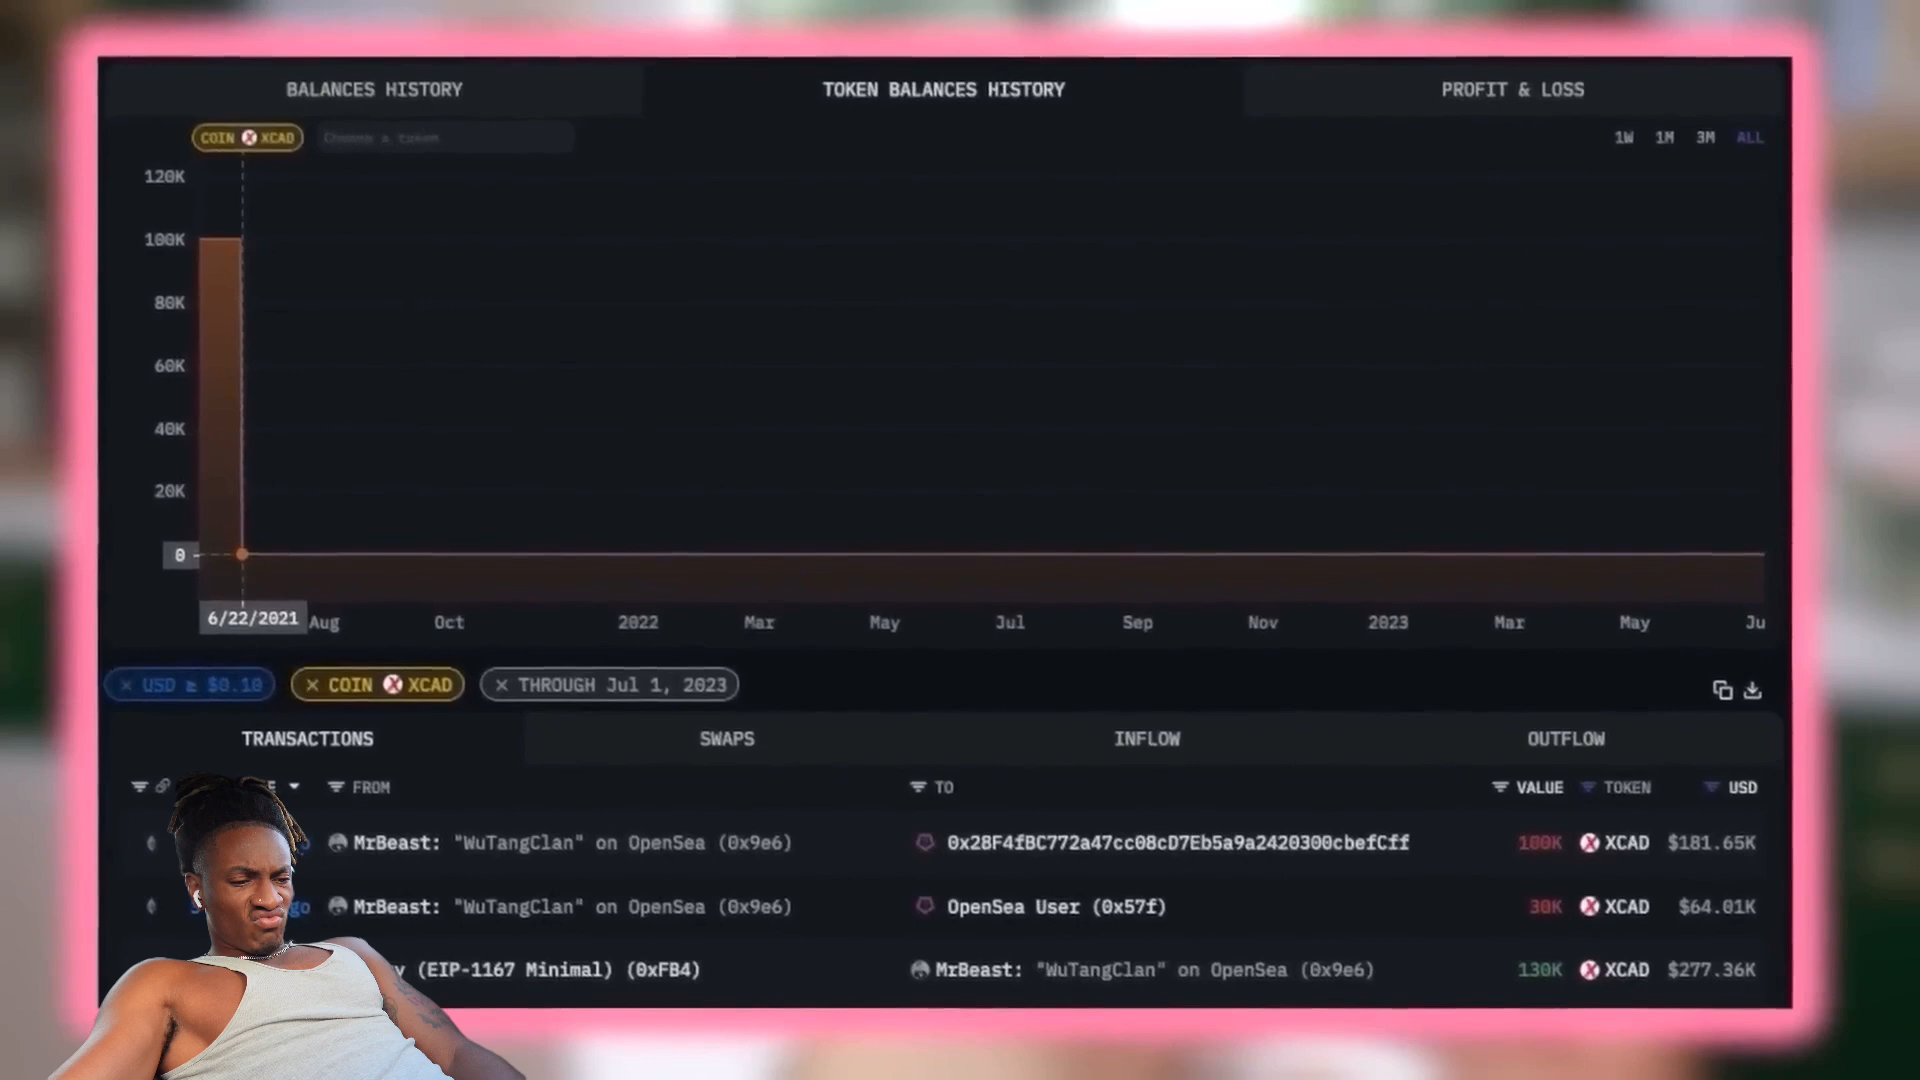 BALANCES HISTORY TOKEN BALANCES HISTORY PROFIT & LOSS
COIN XCAD Choose a token 1W 1M 3M ALL
120K
100K
80K
60K
40K
20K
0
6/22/2021 Aug Oct 2022 Mar May Jul Sep Nov 2023 Mar May Ju
× USD ≥ $0.10 × COIN XCAD × THROUGH Jul 1, 2023
TRANSACTIONS SWAPS INFLOW OUTFLOW
E FROM TO VALUE TOKEN USD
MrBeast: "WuTangClan" on OpenSea (0x9e6) 0x28F4fBC772a47cc08cD7Eb5a9a2420300cbefCff 100K XCAD $181.65K
go MrBeast: "WuTangClan" on OpenSea (0x9e6) OpenSea User (0x57f) 30K XCAD $64.01K
y (EIP-1167 Minimal) (0xFB4) MrBeast: "WuTangClan" on OpenSea (0x9e6) 130K XCAD $277.36K